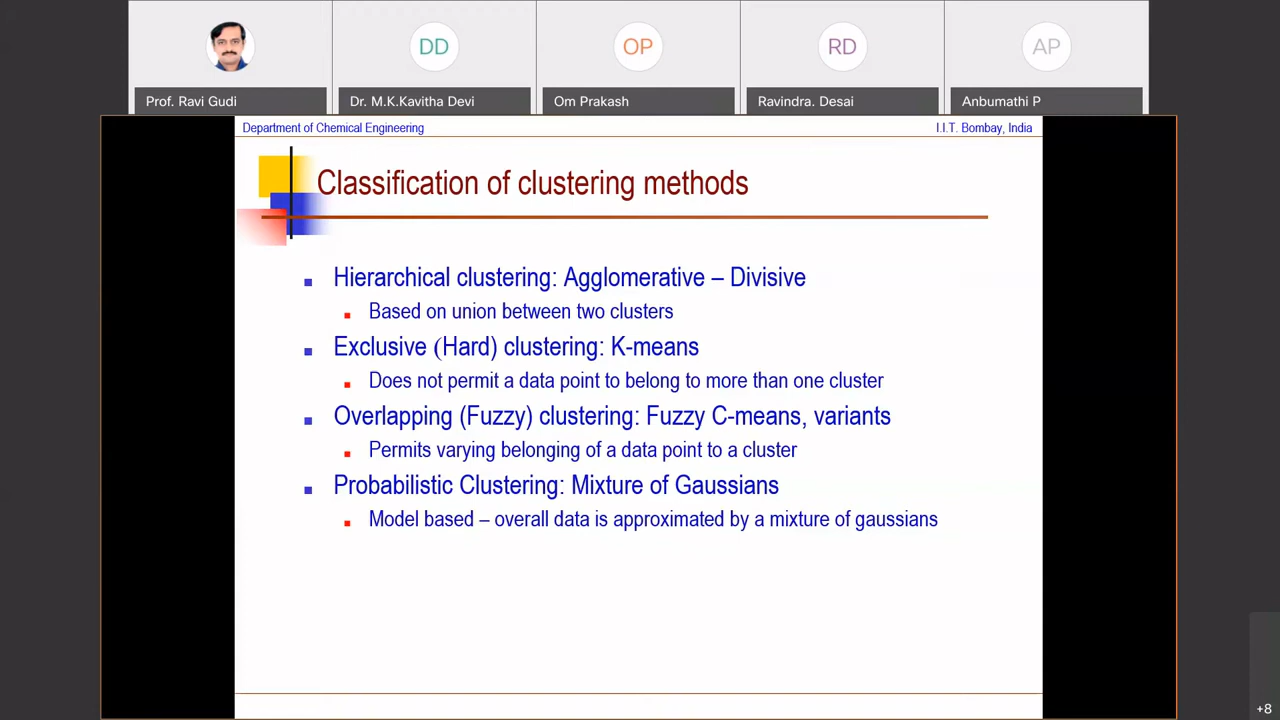 DD
OP
RD
AP
Prof. Ravi Gudi
Dr. M.K.Kavitha Devi
Om Prakash
Ravindra. Desai
Anbumathi P
Department of Chemical Engineering
I.I.T. Bombay, India
Classification of clustering methods
Hierarchical clustering: Agglomerative – Divisive
Based on union between two clusters
Exclusive (Hard) clustering: K-means
Does not permit a data point to belong to more than one cluster
Overlapping (Fuzzy) clustering: Fuzzy C-means, variants
Permits varying belonging of a data point to a cluster
Probabilistic Clustering: Mixture of Gaussians
Model based – overall data is approximated by a mixture of gaussians
+8